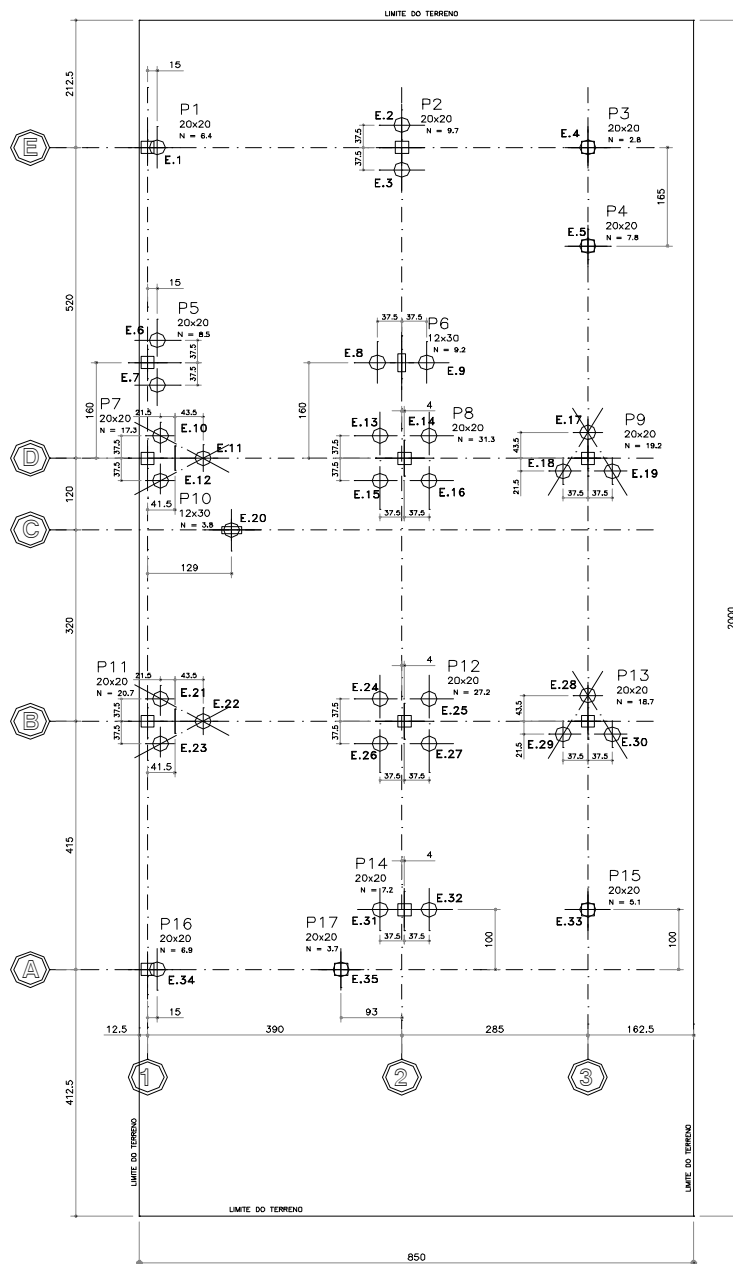 LIMITE DO TERRENO
212.5
15
P1
20x20
N = 6.4
E.1
E.2
P2
20x20
N = 9.7
37.5
37.5
E.3
P3
20x20
N = 2.8
E.4
E
165
P4
20x20
N = 7.8
E.5
520
15
P5
20x20
N = 8.5
E.6
37.5
37.5
E.7
160
37.5
37.5
P6
12x30
N = 9.2
E.8
E.9
160
4
P7
20x20
N = 17.3
21.5
43.5
E.10
E.11
E.12
37.5
37.5
41.5
E.13
E.14
P8
20x20
N = 31.3
37.5
37.5
E.15
E.16
37.5
37.5
E.17
P9
20x20
N = 19.2
43.5
21.5
E.18
E.19
37.5
37.5
D
120
P10
12x30
N = 3.8
E.20
C
129
320
2000
P11
20x20
N = 20.7
21.5
43.5
E.21
E.22
E.23
37.5
37.5
41.5
4
P12
20x20
N = 27.2
E.24
E.25
37.5
37.5
E.26
E.27
37.5
37.5
E.28
P13
20x20
N = 18.7
43.5
21.5
E.29
E.30
37.5
37.5
B
415
4
P14
20x20
N = 7.2
E.31
E.32
37.5
37.5
100
P15
20x20
N = 5.1
E.33
100
P16
20x20
N = 6.9
E.34
P17
20x20
N = 3.7
E.35
A
15
93
12.5
390
285
162.5
1
2
3
412.5
LIMITE DO TERRENO
LIMITE DO TERRENO
LIMITE DO TERRENO
850